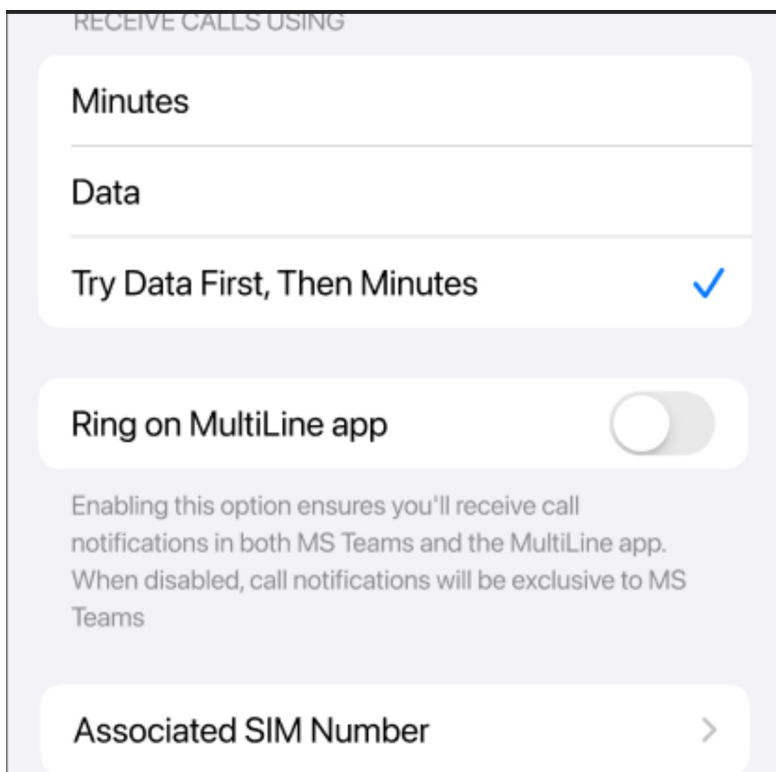 RECEIVE CALLS USING
Minutes
Data
Try Data First, Then Minutes
Ring on MultiLine app
Enabling this option ensures you'll receive call
notifications in both MS Teams and the MultiLine app.
When disabled, call notifications will be exclusive to MS
Teams
Associated SIM Number